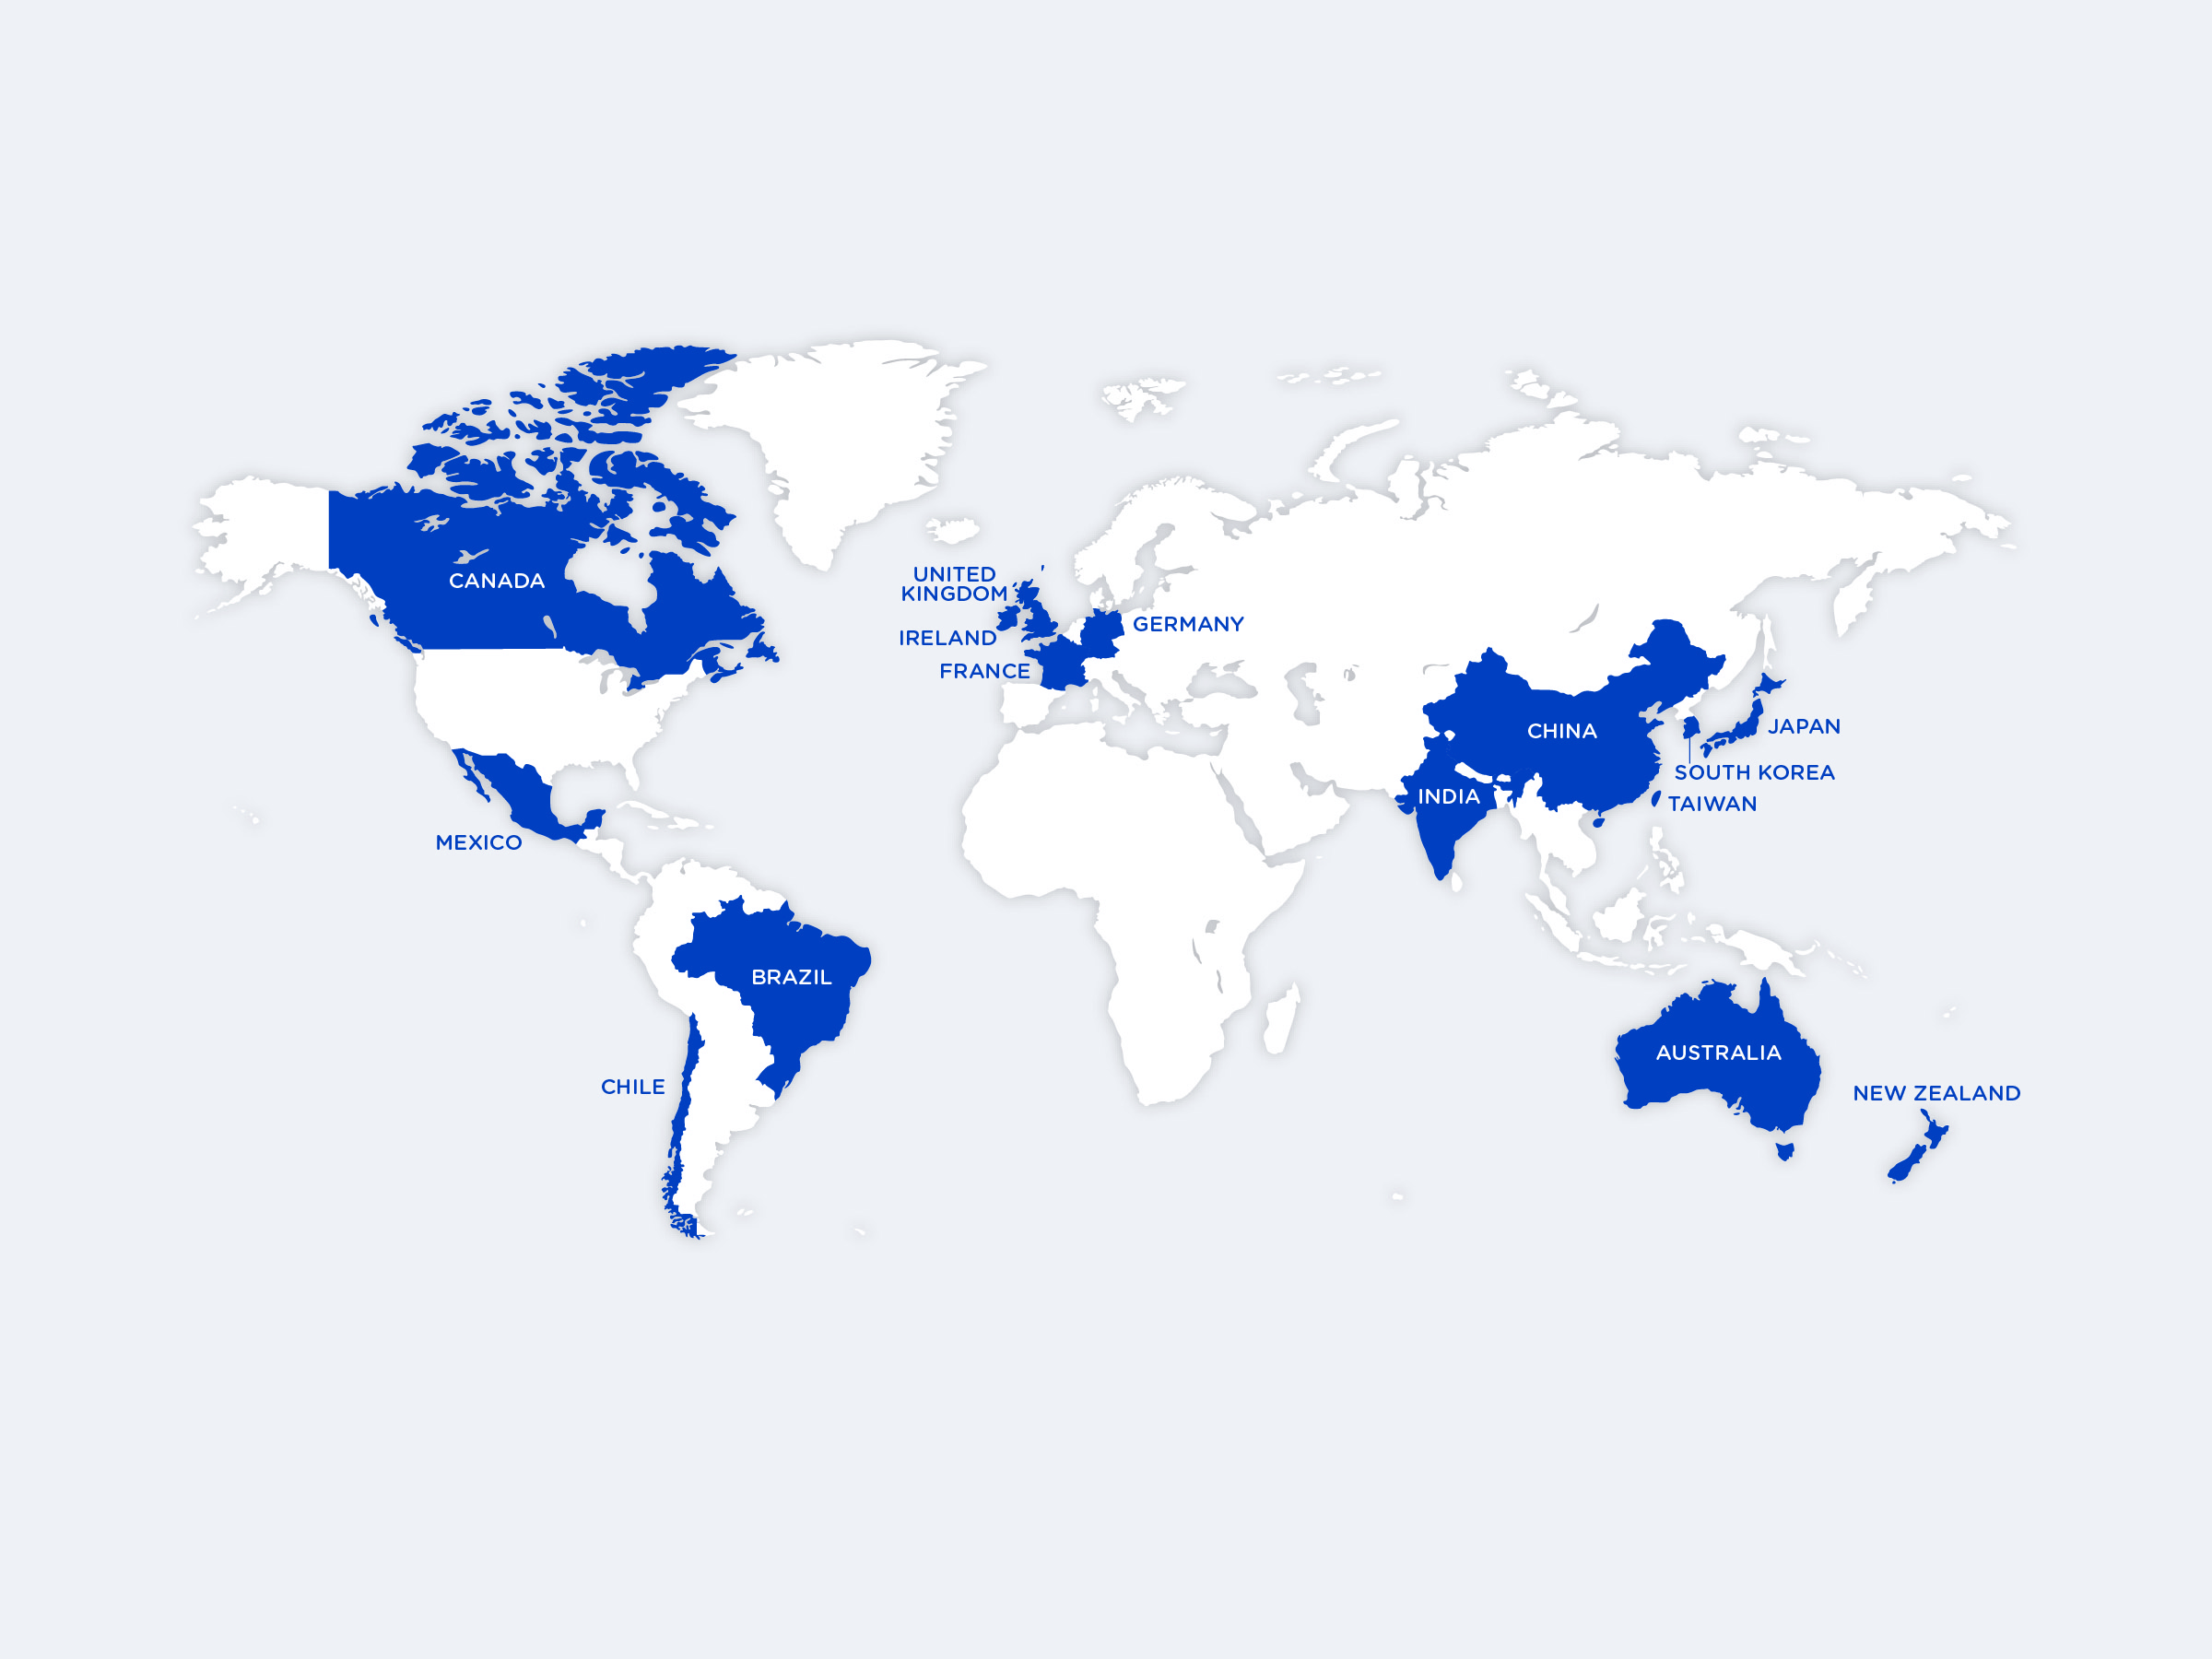 CANADA
UNITED
KINGDOM
GERMANY
IRELAND
FRANCE
CHINA
JAPAN
SOUTH KOREA
INDIA
TAIWAN
MEXICO
BRAZIL
AUSTRALIA
CHILE
NEW ZEALAND